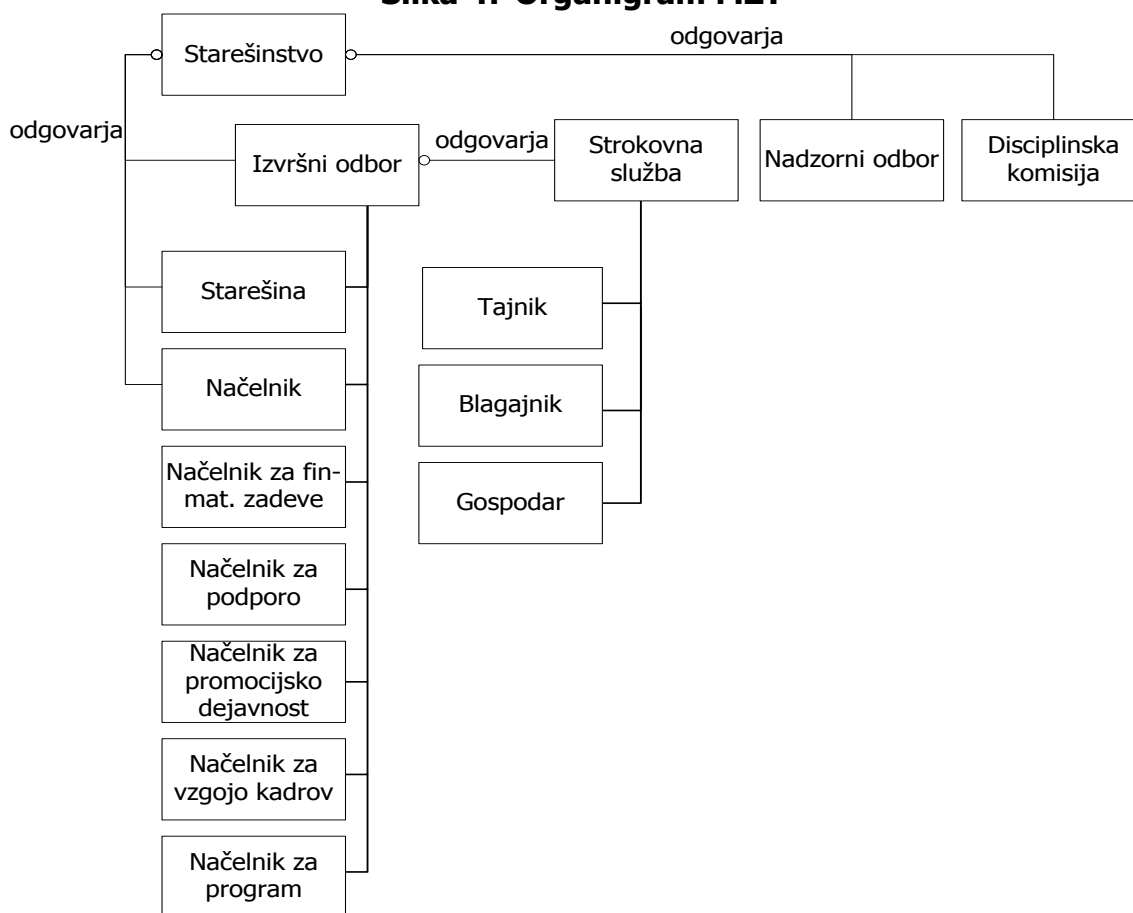 Starešinstvo
odgovarja
odgovarja
Izvršni odbor
odgovarja
Strokovna
služba
Nadzorni odbor
Disciplinska
komisija
Starešina
Tajnik
Načelnik
Blagajnik
Načelnik za fin-
mat. zadeve
Gospodar
Načelnik za
podporo
Načelnik za
promocijsko
dejavnost
Načelnik za
vzgojo kadrov
Načelnik za
program